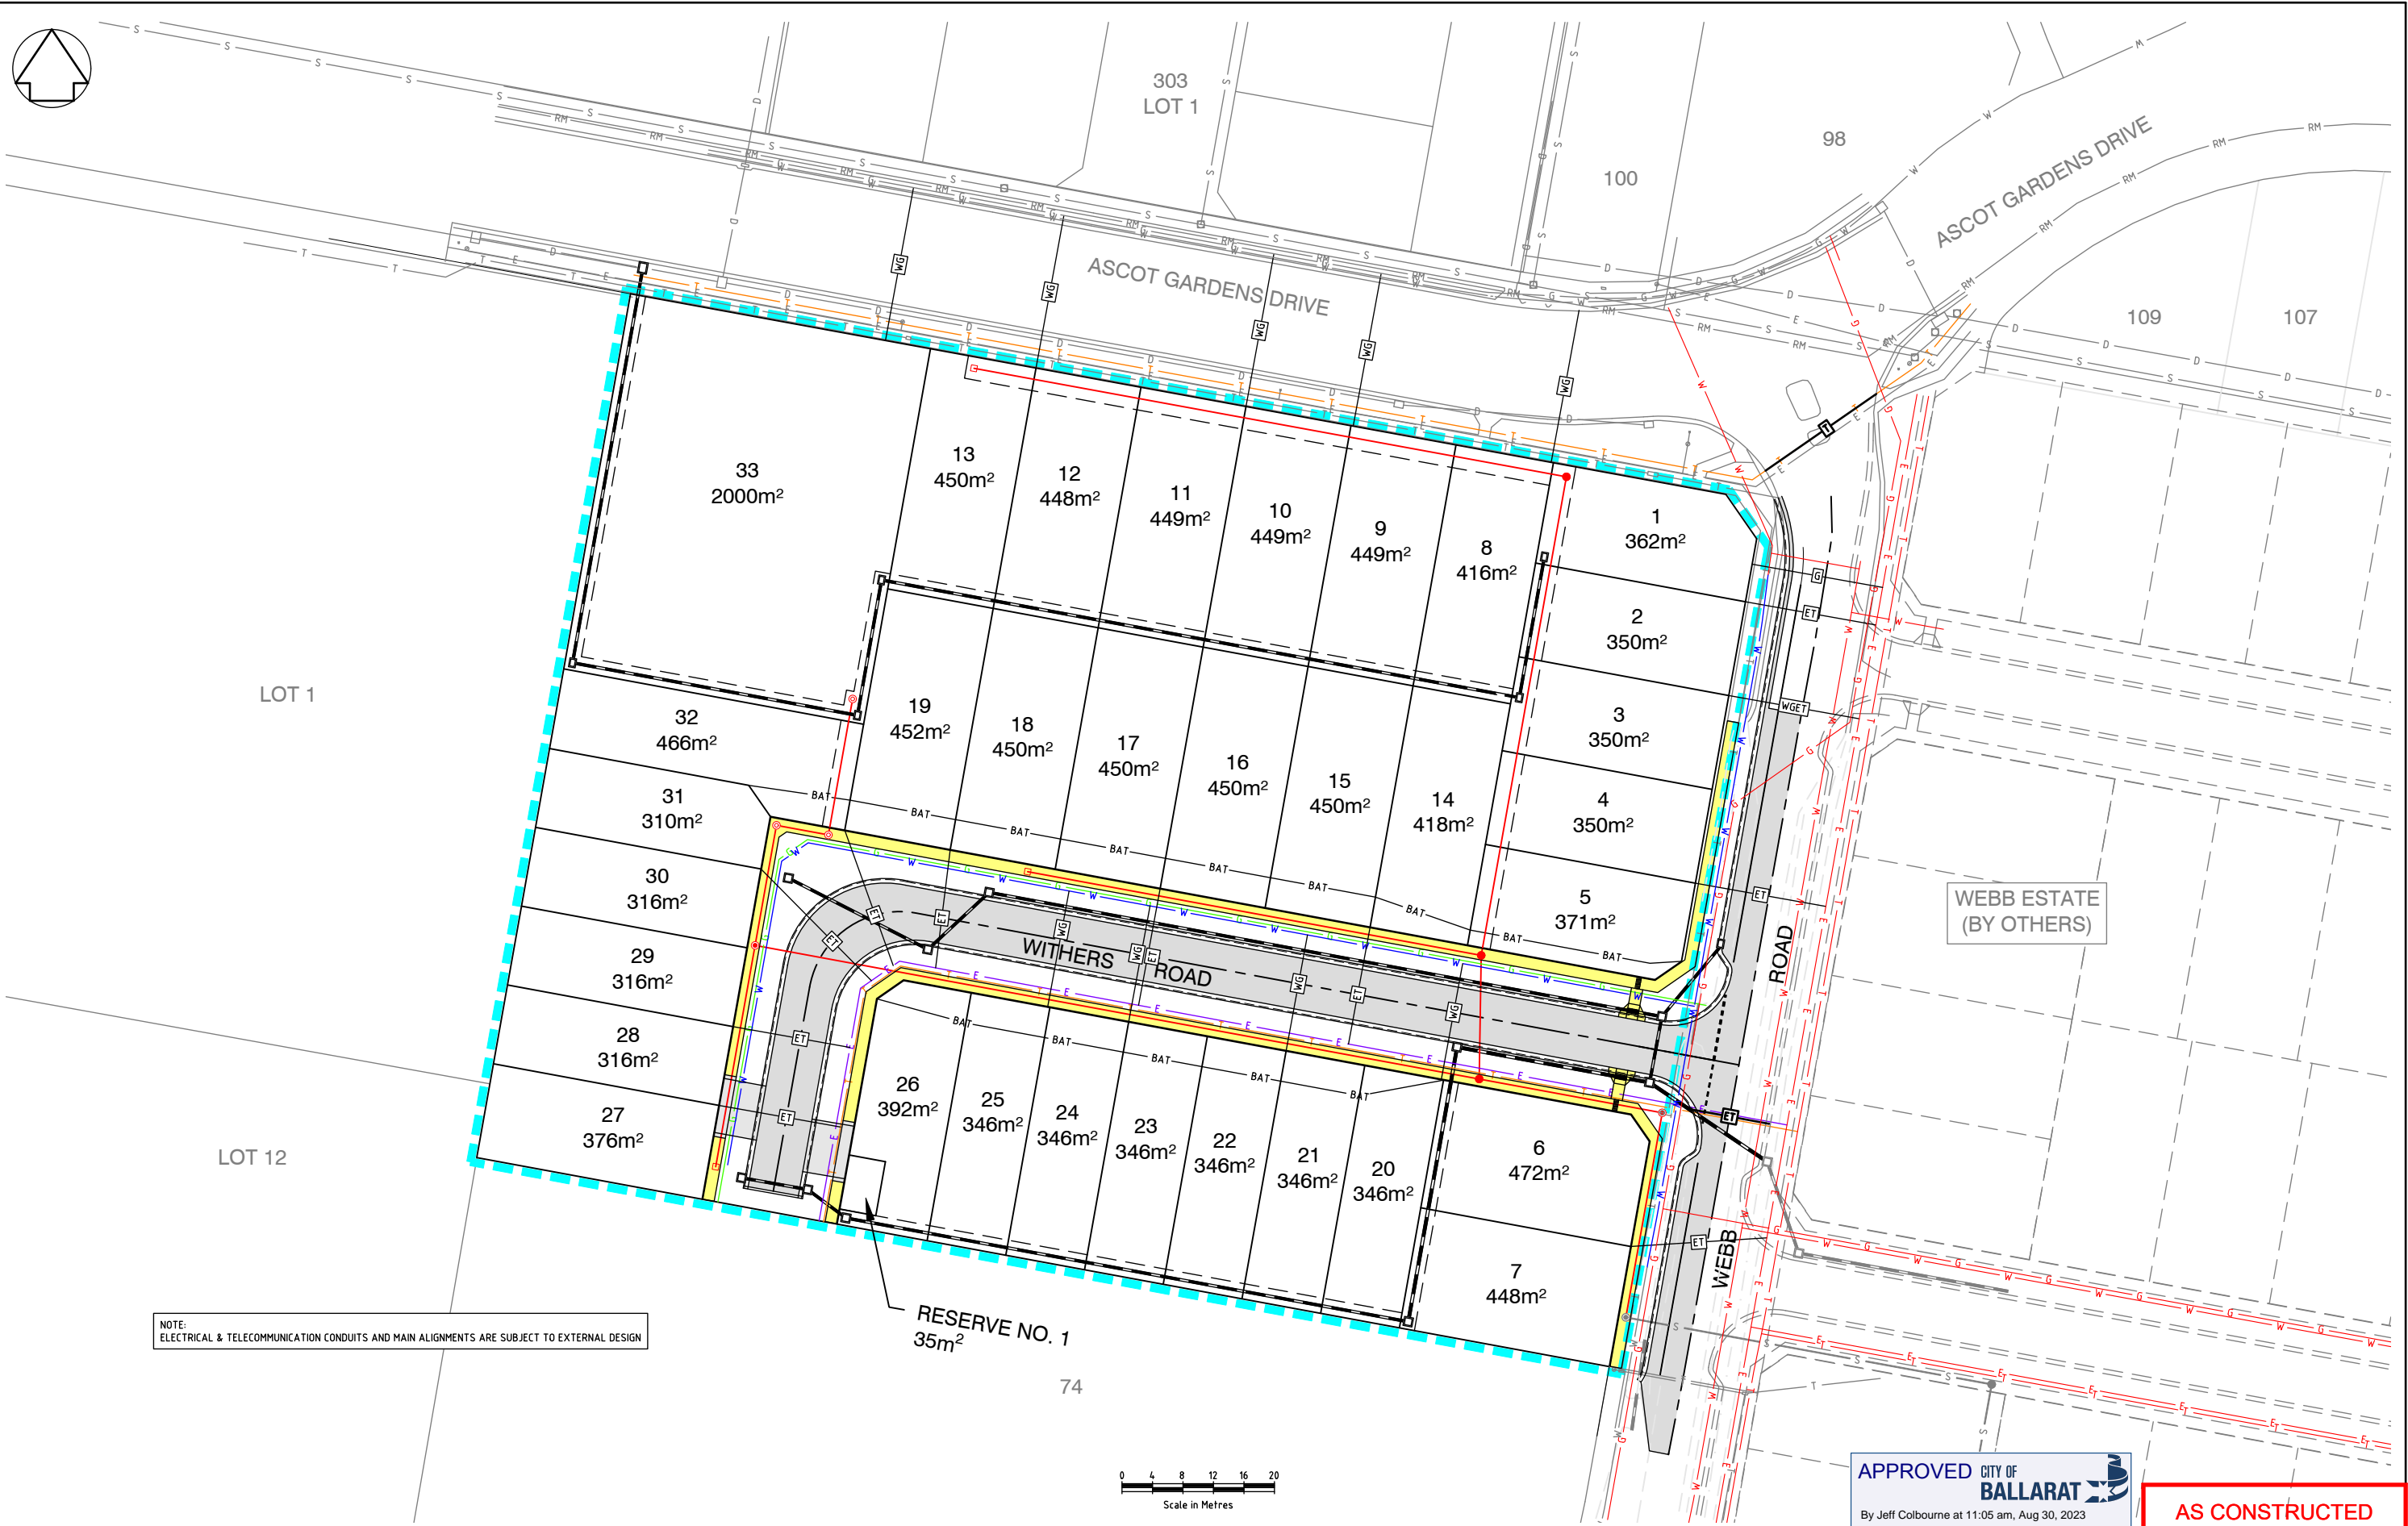 303
LOT 1
98
100
ASCOT GARDENS DRIVE
ASCOT GARDENS DRIVE
109
107
33
2000m²
13
450m²
12
448m²
11
449m²
10
449m²
9
449m²
8
416m²
1
362m²
2
350m²
3
350m²
4
350m²
5
371m²
LOT 1
32
466m²
19
452m²
18
450m²
17
450m²
16
450m²
15
450m²
14
418m²
31
310m²
30
316m²
29
316m²
28
316m²
27
376m²
WITHERS ROAD
WEBB ROAD
WEBB ESTATE
(BY OTHERS)
LOT 12
26
392m²
25
346m²
24
346m²
23
346m²
22
346m²
21
346m²
20
346m²
6
472m²
7
448m²
RESERVE NO. 1
35m²
74
NOTE:
ELECTRICAL & TELECOMMUNICATION CONDUITS AND MAIN ALIGNMENTS ARE SUBJECT TO EXTERNAL DESIGN
0 4 8 12 16 20
Scale in Metres
APPROVED CITY OF
BALLARAT
By Jeff Colbourne at 11:05 am, Aug 30, 2023
AS CONSTRUCTED